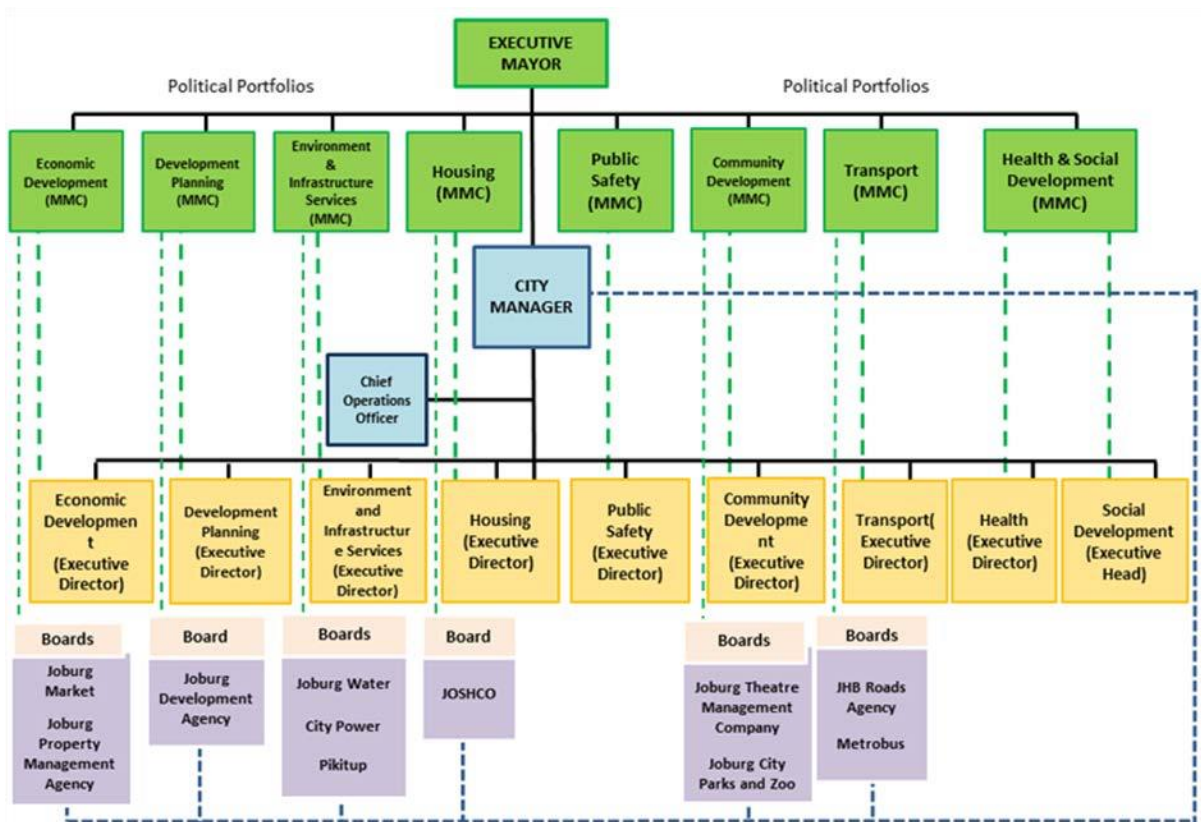 EXECUTIVE
MAYOR
Political Portfolios
Political Portfolios
Economic
Development
(MMC)
Development
Planning
(MMC)
Environment
&
Infrastructure
Services
(MMC)
Housing
(MMC)
Public
Safety
(MMC)
Community
Development
(MMC)
Transport
(MMC)
Health & Social
Development
(MMC)
CITY
MANAGER
Chief
Operations
Officer
Economic
Developmen
t
(Executive
Director)
Development
Planning
(Executive
Director)
Environment
and
Infrastructur
e Services
(Executive
Director)
Housing
(Executive
Director)
Public
Safety
(Executive
Director)
Community
Developme
nt
(Executive
Director)
Transport(
Executive
Director)
Health
(Executive
Director)
Social
Development
(Executive
Head)
Boards
Joburg
Market
Joburg
Property
Management
Agency
Board
Joburg
Development
Agency
Boards
Joburg Water
City Power
Pikitup
Board
JOSHCO
Boards
Joburg Theatre
Management
Company
Joburg City
Parks and Zoo
Boards
JHB Roads
Agency
Metrobus